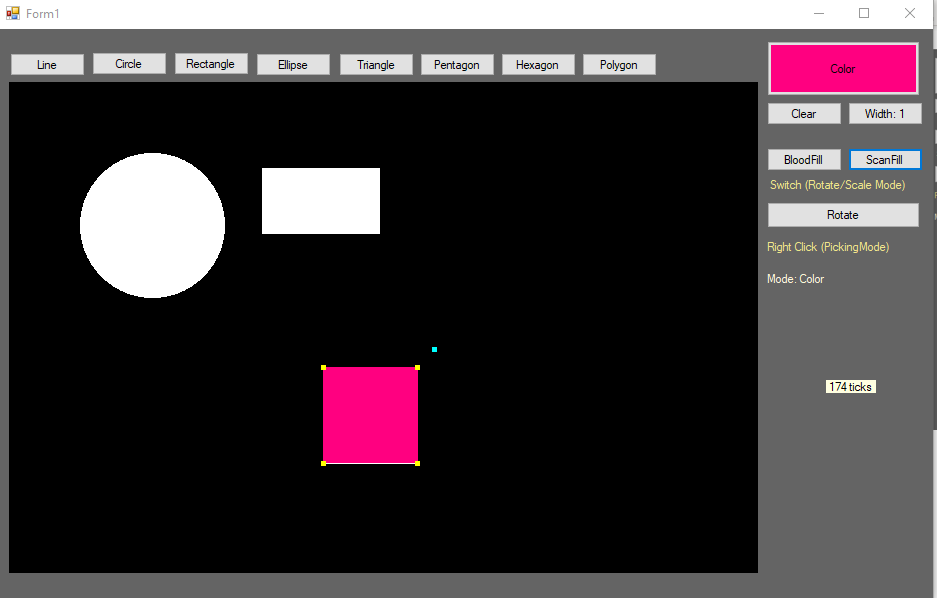 Form1
Line Circle Rectangle Ellipse Triangle Pentagon Hexagon Polygon
Color
Clear Width: 1
BloodFill ScanFill
Switch (Rotate/Scale Mode)
Rotate
Right Click (PickingMode)
Mode: Color
174 ticks